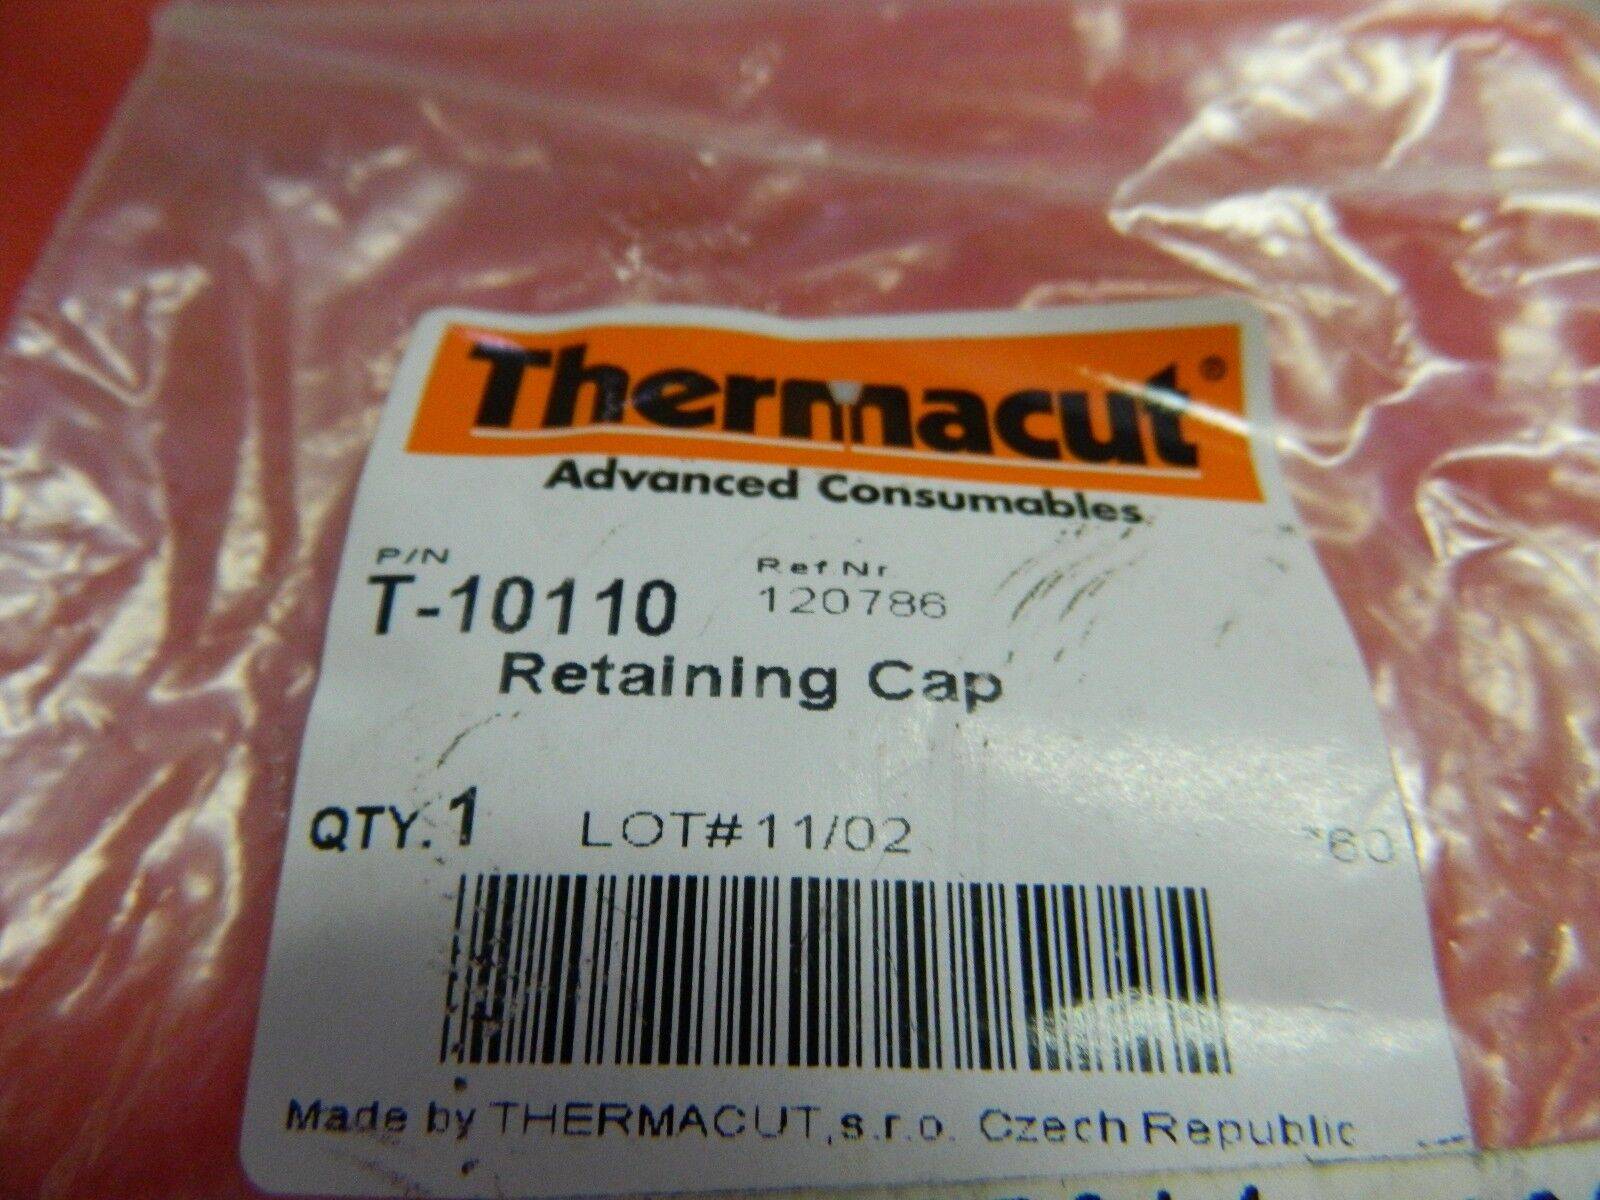 Thermacut®
Advanced Consumables
P/N Ref Nr
T-10110 120786
Retaining Cap
QTY. 1 LOT# 11/02 *60
Made by THERMACUT,s.r.o. Czech Republic